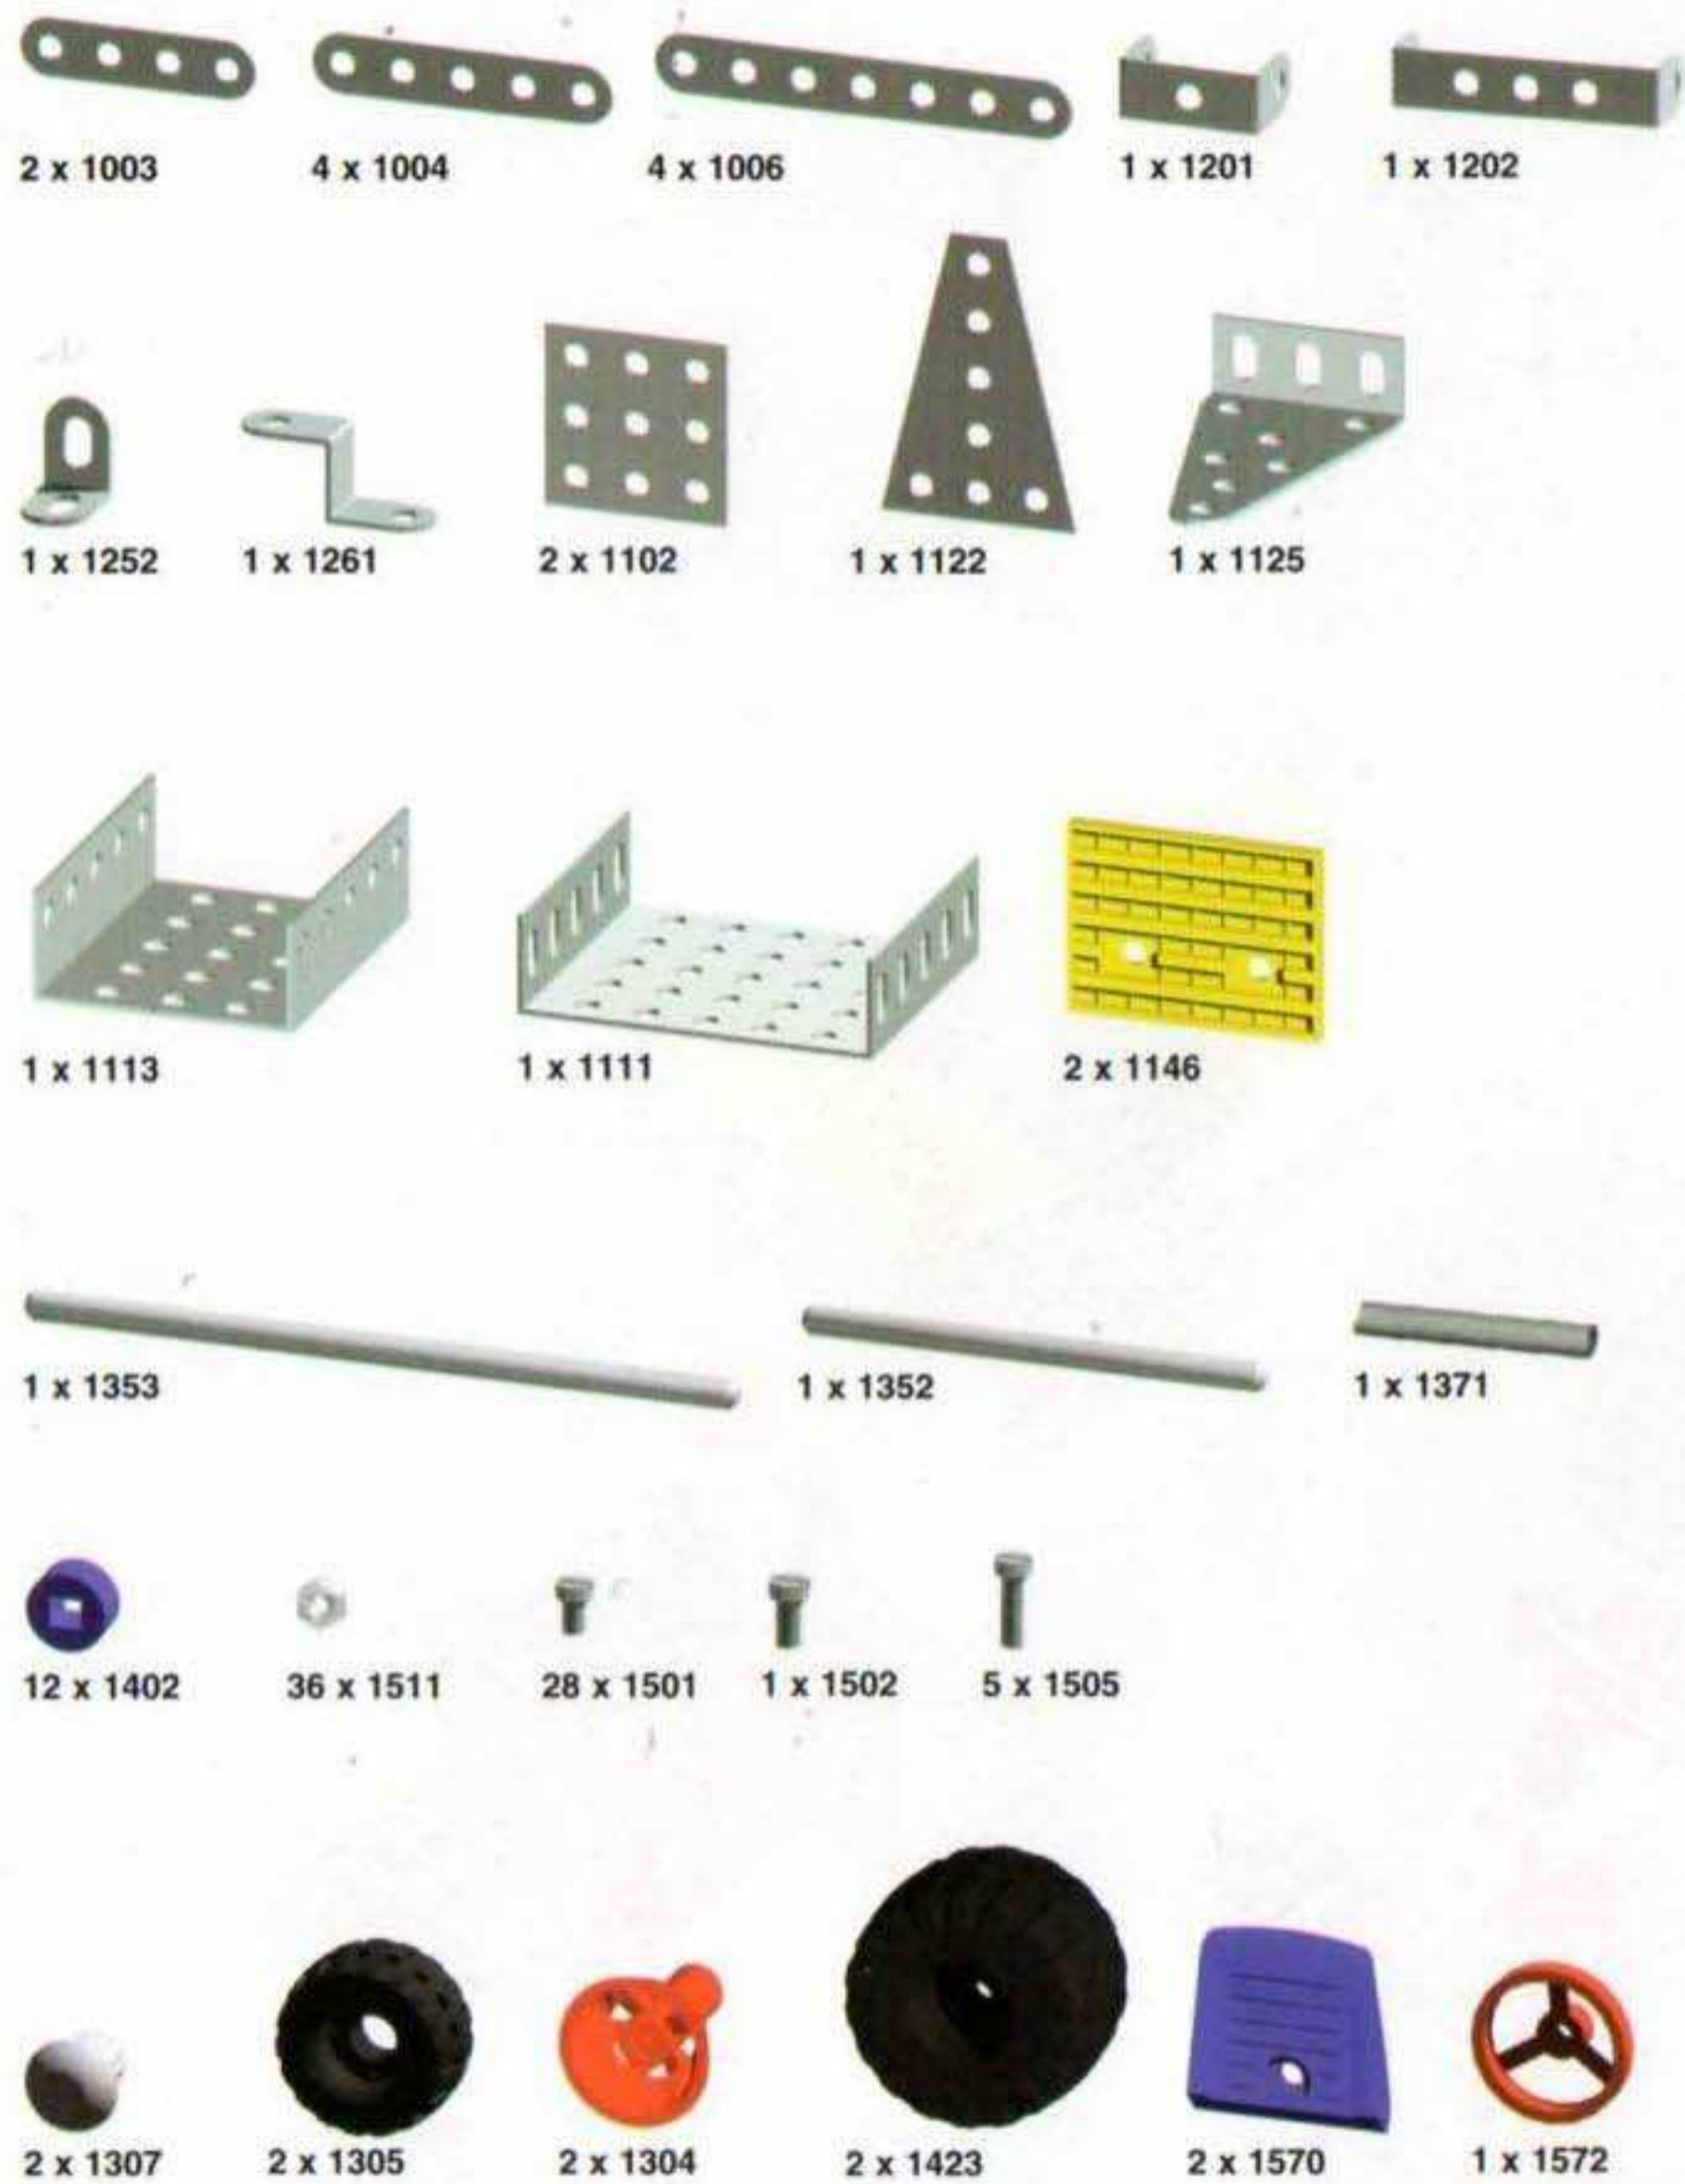 2 x 1003 4 x 1004 4 x 1006 1 x 1201 1 x 1202
1 x 1252 1 x 1261 2 x 1102 1 x 1122 1 x 1125
1 x 1113 1 x 1111 2 x 1146
1 x 1353 1 x 1352 1 x 1371
12 x 1402 36 x 1511 28 x 1501 1 x 1502 5 x 1505
2 x 1307 2 x 1305 2 x 1304 2 x 1423 2 x 1570 1 x 1572